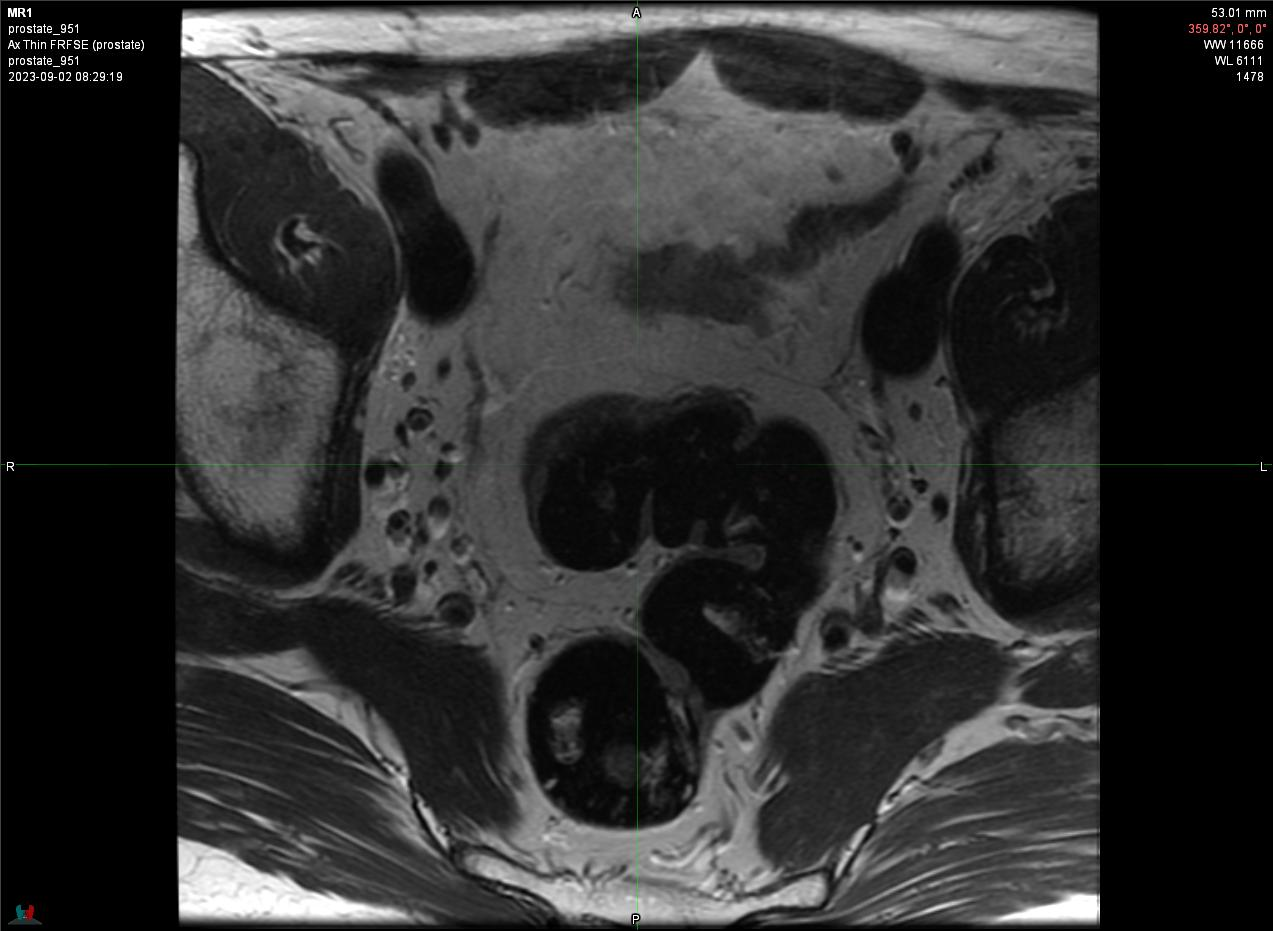 MR1
prostate_951
Ax Thin FRFSE (prostate)
prostate_951
2023-09-02 08:29:19
A
53.01 mm
359.82°, 0°, 0°
WW 11666
WL 6111
1478
R
L
P